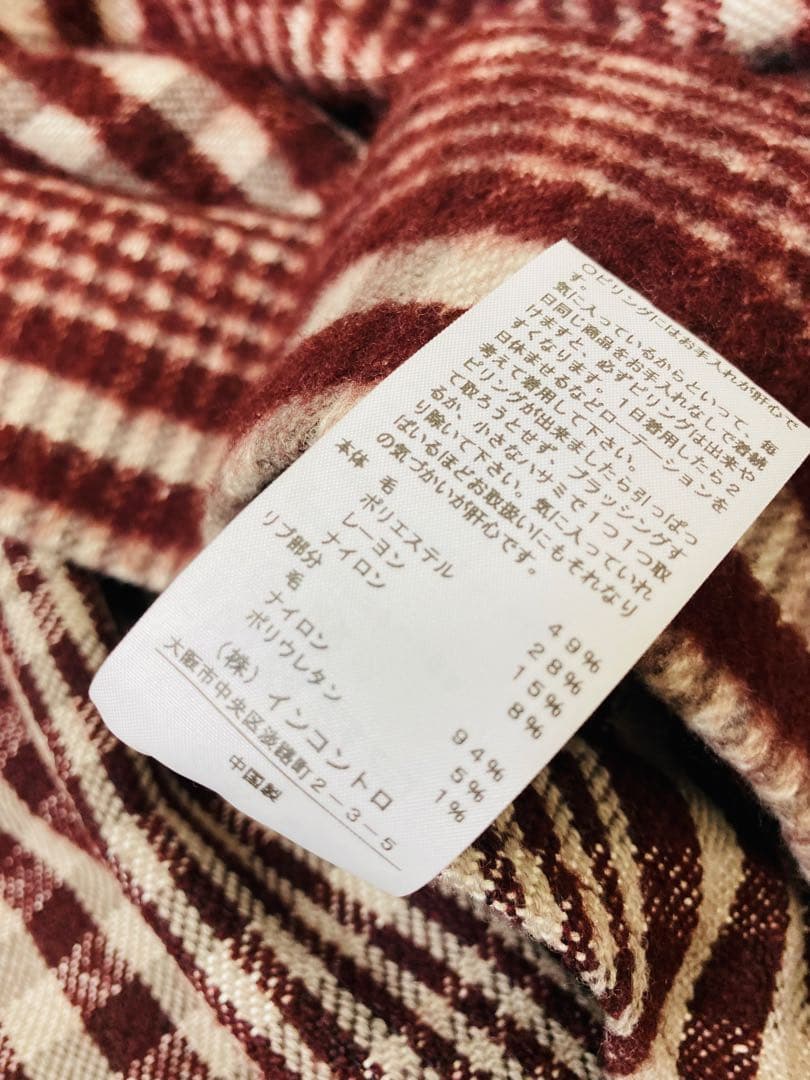 ○ピリングにはお手入れが肝心で
す。
気に入っているからといって、毎
日同じ商品をお手入れなしで着続
けますと、必ずピリングは出来や
すくなります。1日着用したら2
日休ませるなどローテーションを
考えて着用して下さい。
ピリングが出来ましたら引っぱっ
て取ろうとせず、ブラッシングす
るか、小さなハサミで1つ1つ取
り除いて下さい。気に入っていれ
ばいるほどお取扱いにもそれなり
の気づかいが肝心です。
本体 毛 49%
ポリエステル 28%
レーヨン 15%
ナイロン 8%
リブ部分
毛 94%
ナイロン 5%
ポリウレタン 1%
(株)インコントロ
大阪市中央区淡路町2-3-5
中国製